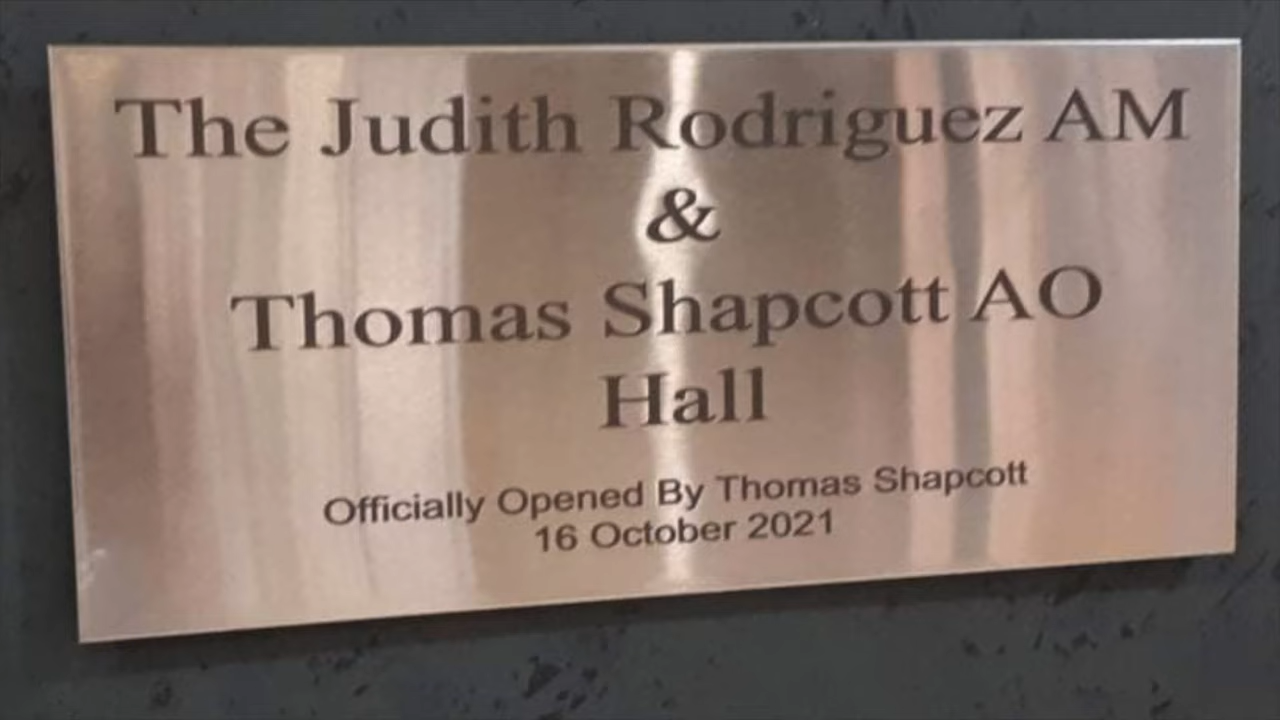 The Judith Rodriguez AM
&
Thomas Shapcott AO
Hall
Officially Opened By Thomas Shapcott
16 October 2021